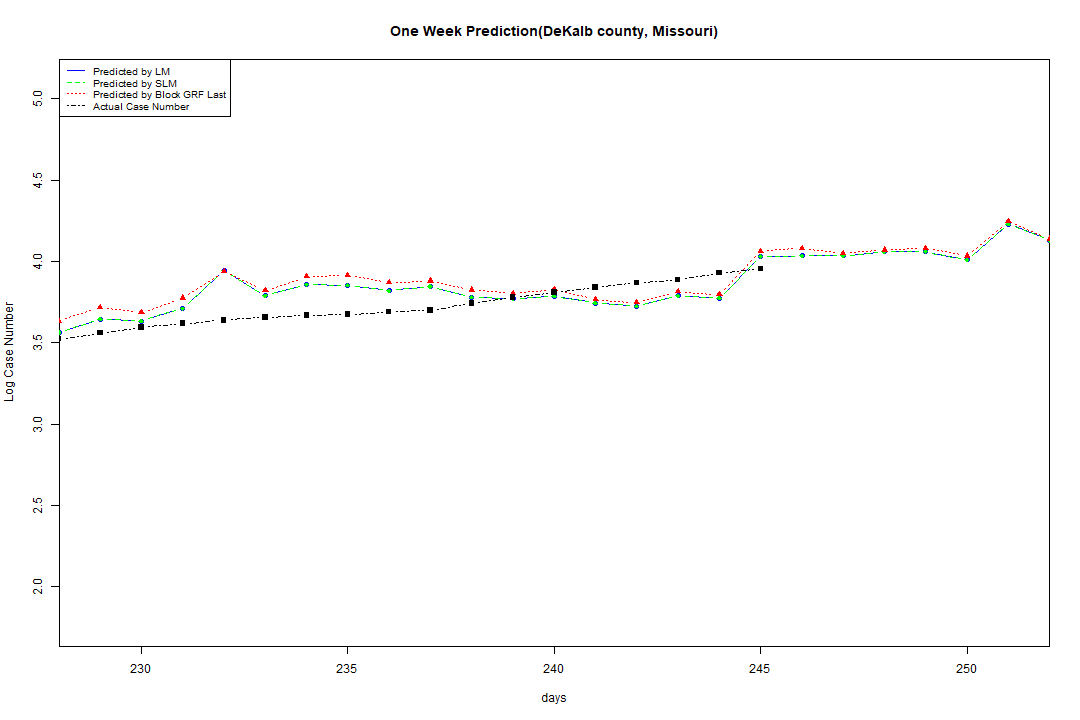 One Week Prediction(DeKalb county, Missouri)
Predicted by LM
Predicted by SLM
Predicted by Block GRF Last
Actual Case Number
5.0
4.5
4.0
3.5
3.0
2.5
2.0
Log Case Number
230 235 240 245 250
days